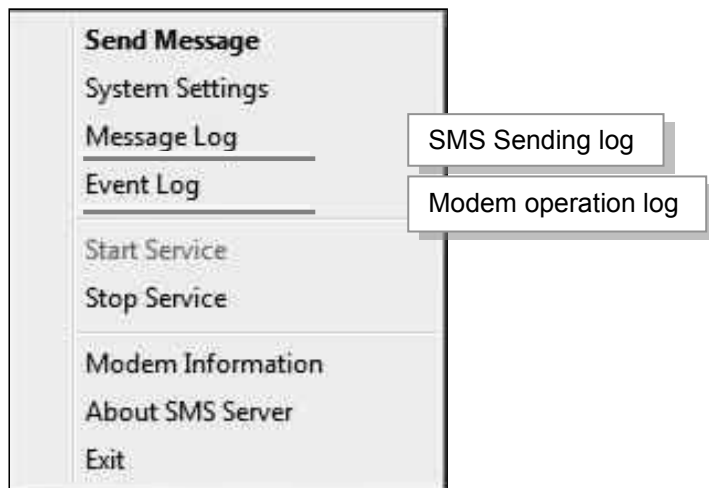 Send Message
System Settings
Message Log
SMS Sending log
Event Log
Modem operation log
Start Service
Stop Service
Modem Information
About SMS Server
Exit